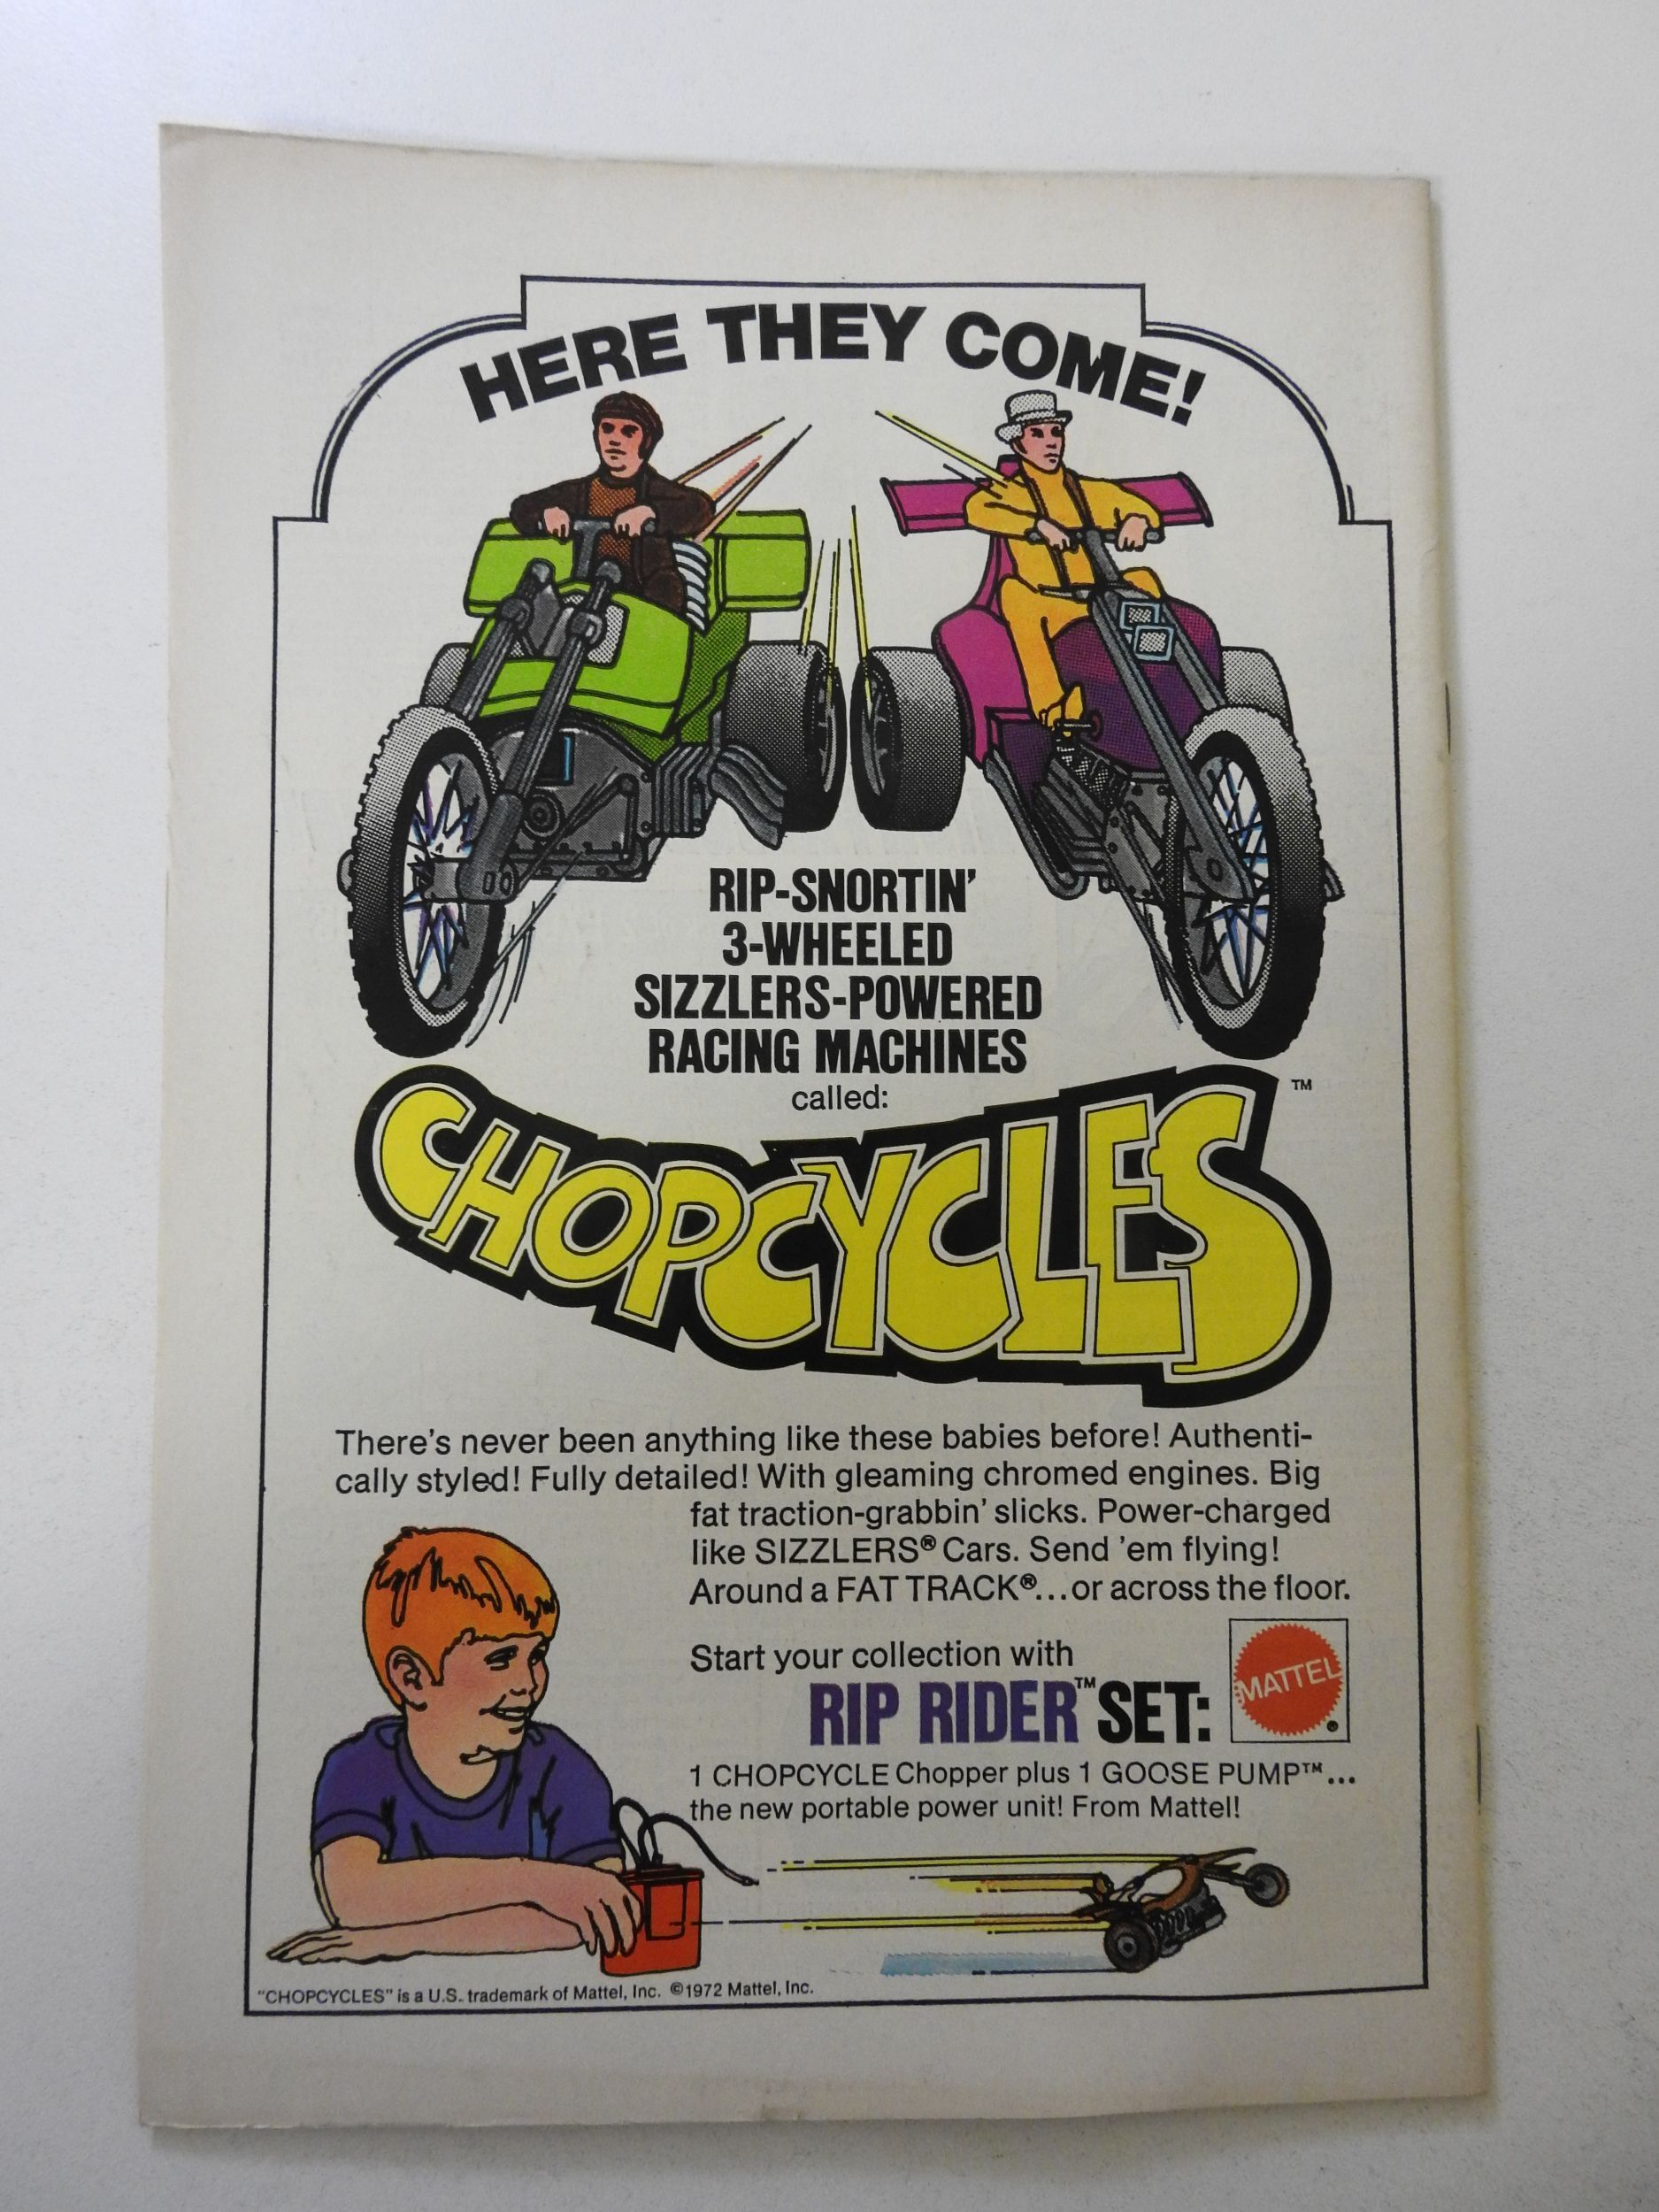 HERE THEY COME!
RIP-SNORTIN'
3-WHEELED
SIZZLERS-POWERED
RACING MACHINES
called:
CHOPCYCLES™
There's never been anything like these babies before! Authenti-
cally styled! Fully detailed! With gleaming chromed engines. Big
fat traction-grabbin' slicks. Power-charged
like SIZZLERS® Cars. Send 'em flying!
Around a FAT TRACK®...or across the floor.
Start your collection with
RIP RIDER™ SET:
MATTEL®
1 CHOPCYCLE Chopper plus 1 GOOSE PUMP™...
the new portable power unit! From Mattel!
"CHOPCYCLES" is a U.S. trademark of Mattel, Inc. ©1972 Mattel, Inc.